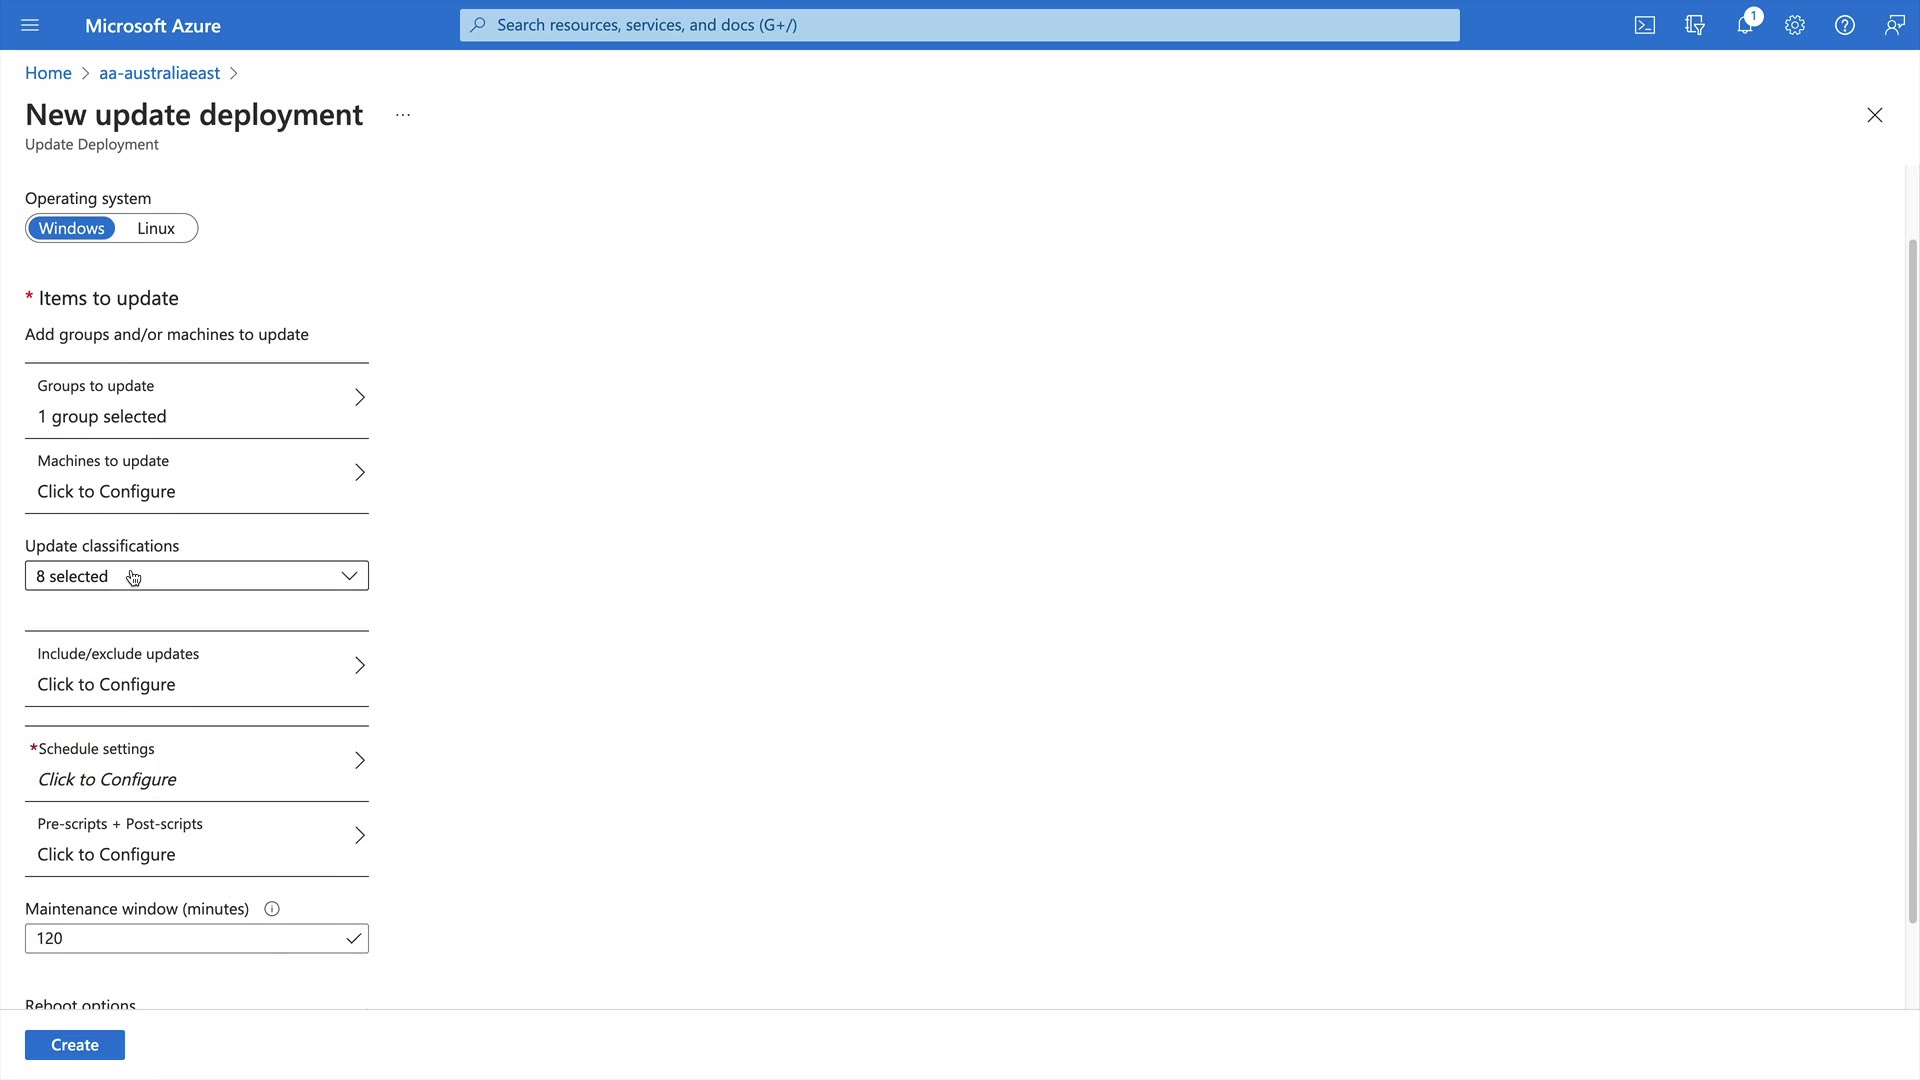 Microsoft Azure
Search resources, services, and docs (G+/)
1
Home > aa-australiaeast >
New update deployment ...
Update Deployment
Operating system
Windows Linux
* Items to update
Add groups and/or machines to update
Groups to update
1 group selected
Machines to update
Click to Configure
Update classifications
8 selected
Include/exclude updates
Click to Configure
*Schedule settings
Click to Configure
Pre-scripts + Post-scripts
Click to Configure
Maintenance window (minutes)
120
Reboot options
Create